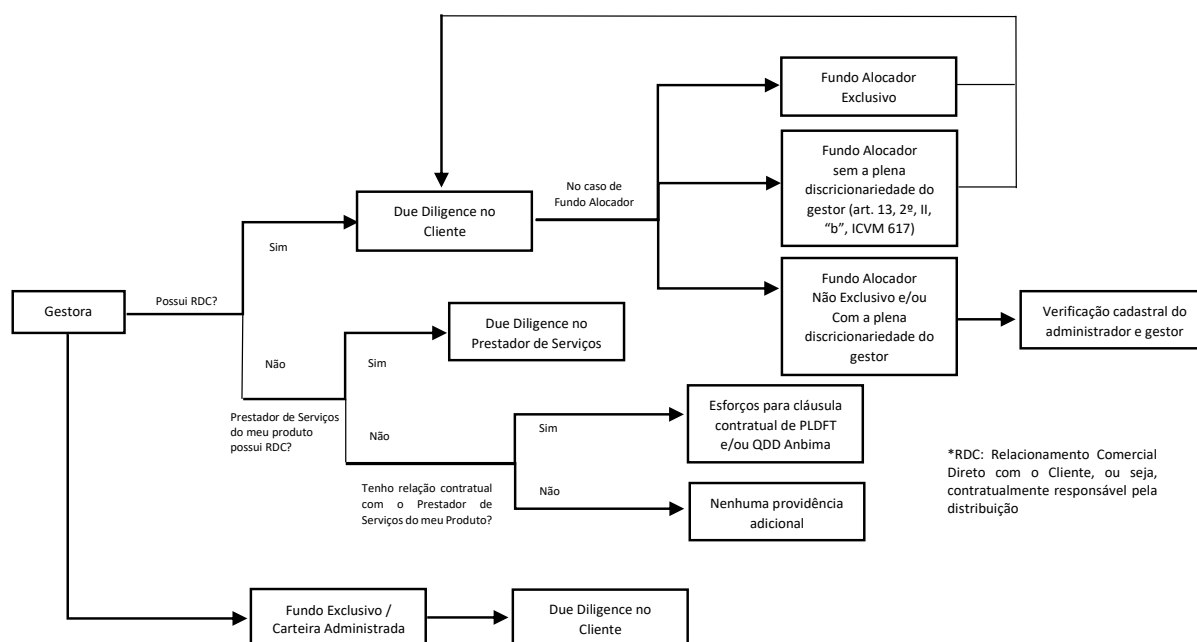 Fundo Alocador
Exclusivo
Fundo Alocador
sem a plena
discricionariedade do
gestor (art. 13, 2º, II,
“b”, ICVM 617)
No caso de
Fundo Alocador
Due Diligence no
Cliente
Sim
Fundo Alocador
Não Exclusivo e/ou
Com a plena
discricionariedade do
gestor
Verificação cadastral do
administrador e gestor
Gestora
Possui RDC?
Due Diligence no
Prestador de Serviços
Não
Sim
Prestador de Serviços
do meu produto
possui RDC?
Não
Sim
Esforços para cláusula
contratual de PLDFT
e/ou QDD Anbima
*RDC: Relacionamento Comercial
Direto com o Cliente, ou seja,
contratualmente responsável pela
distribuição
Tenho relação contratual
com o Prestador de
Serviços do meu Produto?
Não
Nenhuma providência
adicional
Fundo Exclusivo /
Carteira Administrada
Due Diligence no
Cliente